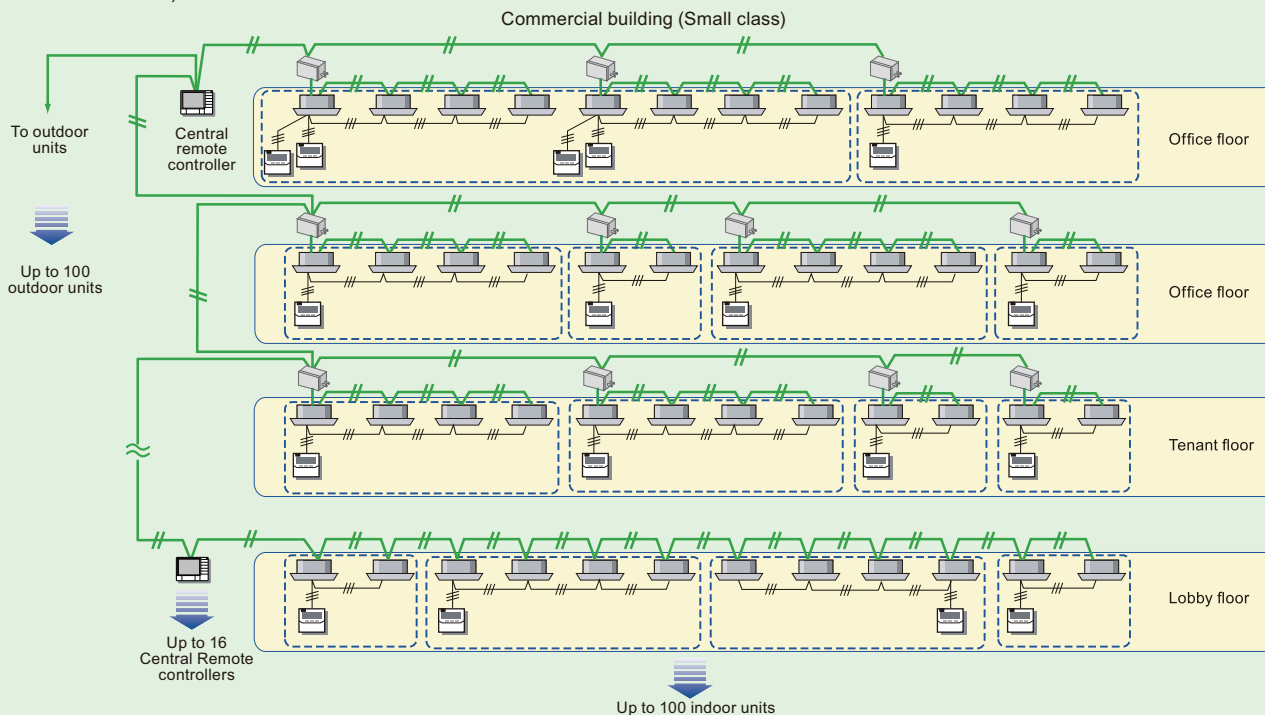 Commercial building (Small class)
To outdoor
units
Central
remote
controller
Office floor
Up to 100
outdoor units
Office floor
Tenant floor
Lobby floor
Up to 16
Central Remote
controllers
Up to 100 indoor units